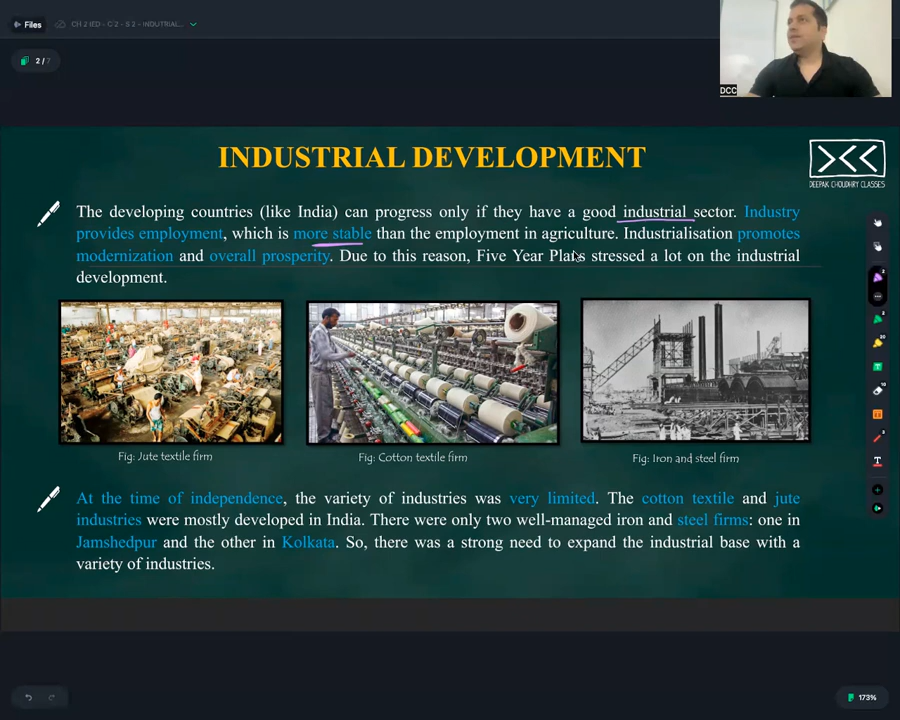 Files
CH 2 IED - C 2 - S 2 - INDUTRIAL...
2 / 7
DCC
INDUSTRIAL DEVELOPMENT
DEEPAK CHOUDHRY CLASSES
The developing countries (like India) can progress only if they have a good industrial sector. Industry
provides employment, which is more stable than the employment in agriculture. Industrialisation promotes
modernization and overall prosperity. Due to this reason, Five Year Plans stressed a lot on the industrial
development.
Fig: Jute textile firm
Fig: Cotton textile firm
Fig: Iron and steel firm
At the time of independence, the variety of industries was very limited. The cotton textile and jute
industries were mostly developed in India. There were only two well-managed iron and steel firms: one in
Jamshedpur and the other in Kolkata. So, there was a strong need to expand the industrial base with a
variety of industries.
173%